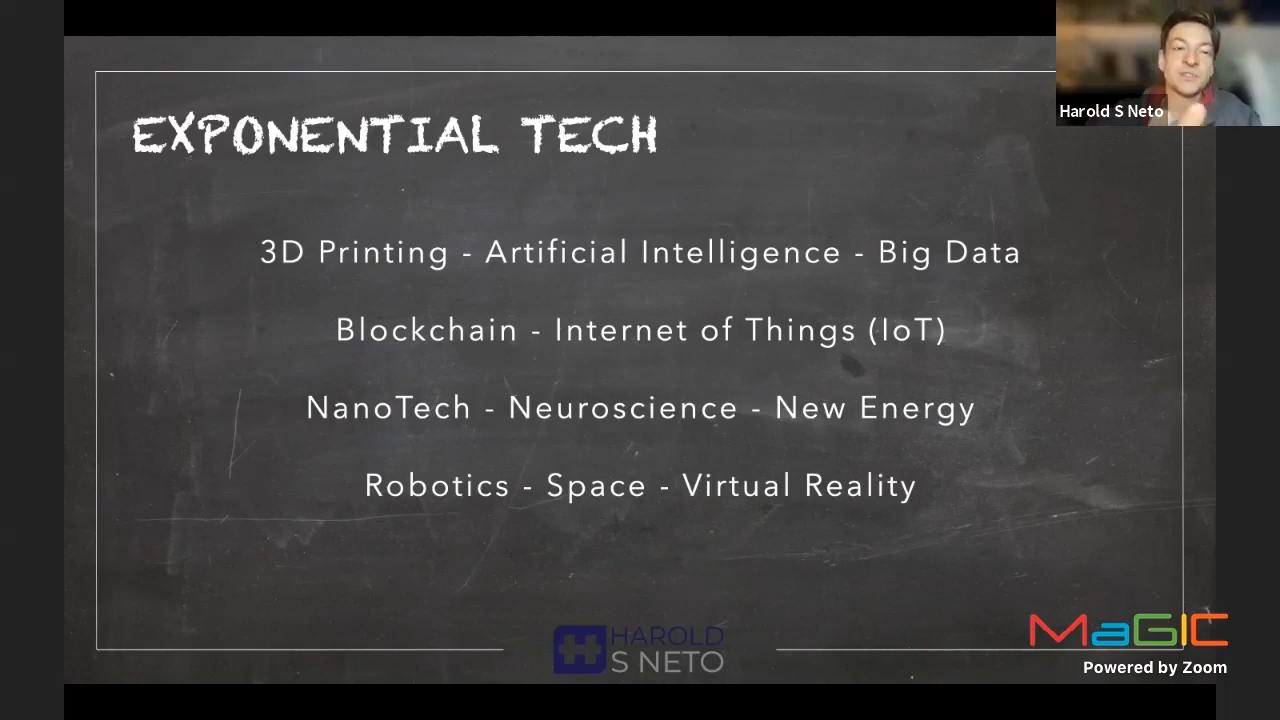 Harold S Neto
EXPONENTIAL TECH
3D Printing - Artificial Intelligence - Big Data
Blockchain - Internet of Things (IoT)
NanoTech - Neuroscience - New Energy
Robotics - Space - Virtual Reality
HAROLD
S NETO
MaGIC
Powered by Zoom